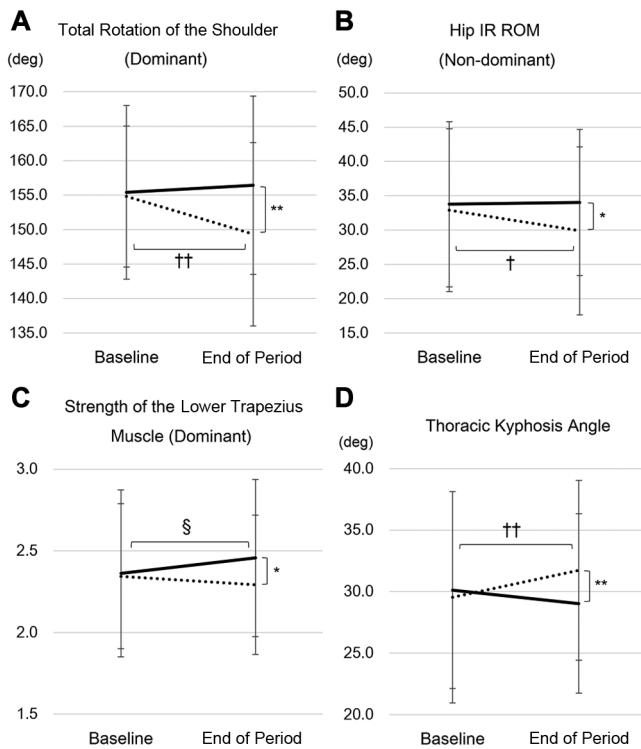 A
Total Rotation of the Shoulder
(deg)
(Dominant)
170.0
165.0
160.0
155.0
150.0
145.0
140.0
135.0
**
††
Baseline
End of Period
B
Hip IR ROM
(deg)
(Non-dominant)
50.0
45.0
40.0
35.0
30.0
25.0
20.0
15.0
*
†
Baseline
End of Period
C
Strength of the Lower Trapezius
Muscle (Dominant)
3.0
2.5
2.0
1.5
§
*
Baseline
End of Period
D
Thoracic Kyphosis Angle
(deg)
40.0
35.0
30.0
25.0
20.0
††
**
Baseline
End of Period